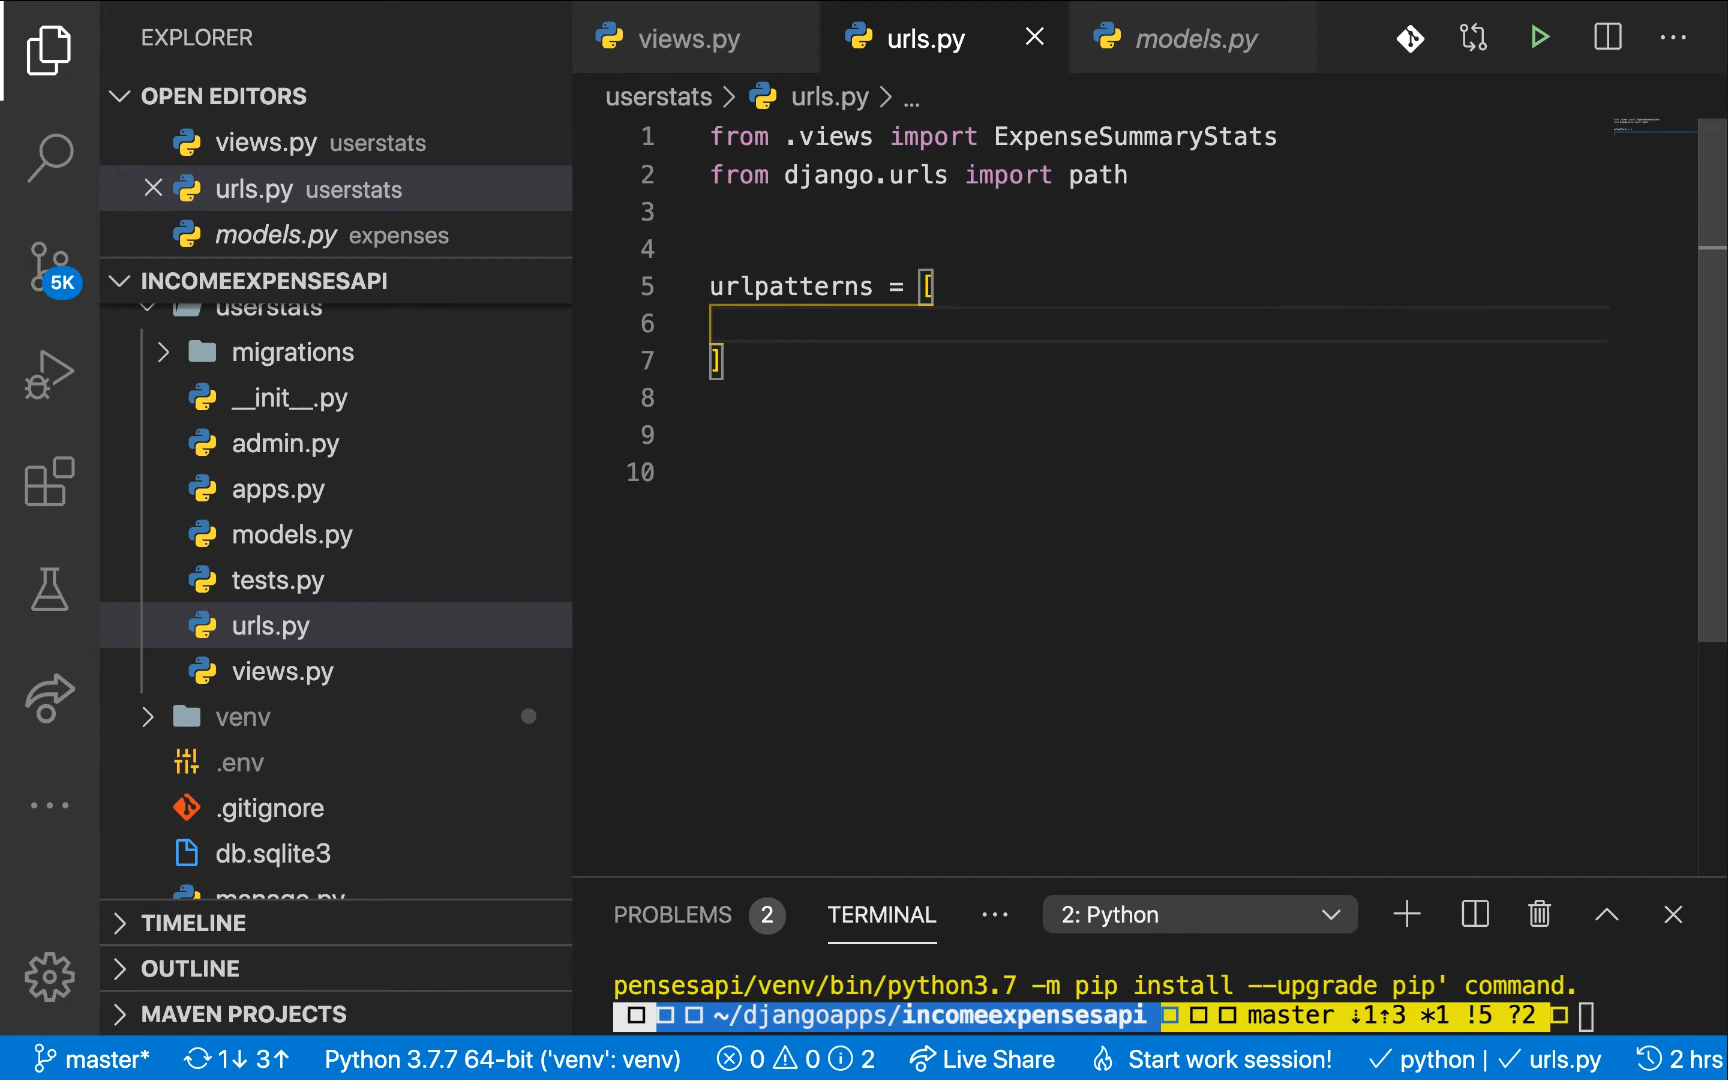 EXPLORER
OPEN EDITORS
views.py userstats
urls.py userstats
models.py expenses
INCOMEEXPENSESAPI
userstats
migrations
__init__.py
admin.py
apps.py
models.py
tests.py
urls.py
views.py
venv
.env
.gitignore
db.sqlite3
manage.py
TIMELINE
OUTLINE
MAVEN PROJECTS
5K
views.py
urls.py
models.py
userstats > urls.py > ...
1 from .views import ExpenseSummaryStats
2 from django.urls import path
3
4
5 urlpatterns = [
6
7 ]
8
9
10
PROBLEMS 2 TERMINAL ... 2: Python
pensesapi/venv/bin/python3.7 -m pip install --upgrade pip' command.
~/djangoapps/incomeexpensesapi master ⇣1⇡3 *1 !5 ?2
master* 1↓ 3↑ Python 3.7.7 64-bit ('venv': venv) 0 0 2 Live Share Start work session! ✓ python | ✓ urls.py 2 hrs